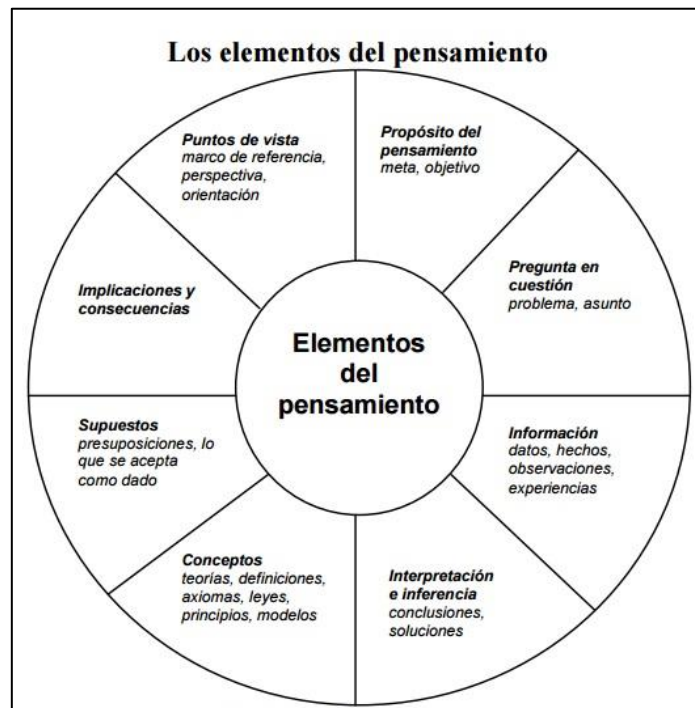 Los elementos del pensamiento
Puntos de vista
marco de referencia,
perspectiva,
orientación
Propósito del
pensamiento
meta, objetivo
Pregunta en
cuestión
problema, asunto
Implicaciones y
consecuencias
Elementos
del
pensamiento
Supuestos
presuposiciones, lo
que se acepta
como dado
Información
datos, hechos,
observaciones,
experiencias
Conceptos
teorías, definiciones,
axiomas, leyes,
principios, modelos
Interpretación
e inferencia
conclusiones,
soluciones